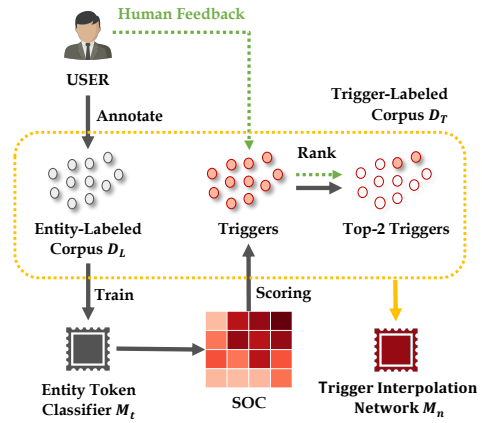 Human Feedback
USER
Annotate
Trigger-Labeled
Corpus D_T
Rank
Entity-Labeled
Corpus D_L
Triggers
Top-2 Triggers
Train
Scoring
Entity Token
Classifier M_t
SOC
Trigger Interpolation
Network M_n